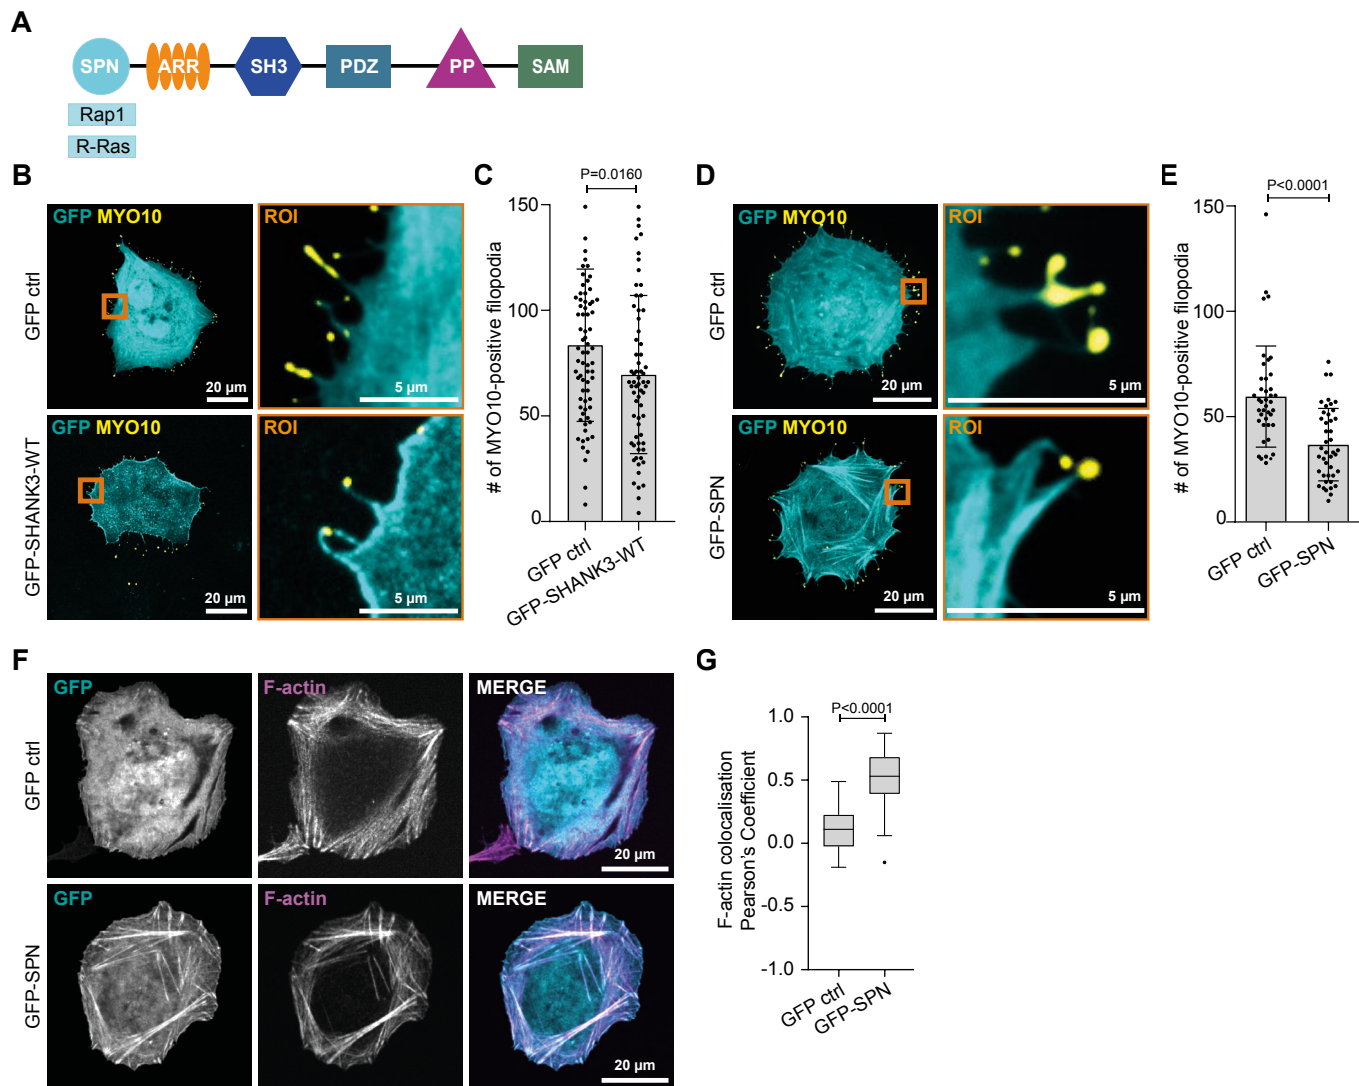 A
SPN ARR SH3 PDZ PP SAM
Rap1
R-Ras
B
GFP MYO10
ROI
GFP ctrl
20 µm
5 µm
GFP MYO10
ROI
GFP-SHANK3-WT
20 µm
5 µm
C
P=0.0160
# of MYO10-positive filopodia
150
100
50
0
GFP ctrl
GFP-SHANK3-WT
D
GFP MYO10
ROI
GFP ctrl
20 µm
5 µm
GFP MYO10
ROI
GFP-SPN
20 µm
5 µm
E
P<0.0001
# of MYO10-positive filopodia
150
100
50
0
GFP ctrl
GFP-SPN
F
GFP
F-actin
MERGE
GFP ctrl
20 µm
GFP
F-actin
MERGE
GFP-SPN
20 µm
G
P<0.0001
F-actin colocalisation
Pearson's Coefficient
1.0
0.5
0.0
-0.5
-1.0
GFP ctrl
GFP-SPN